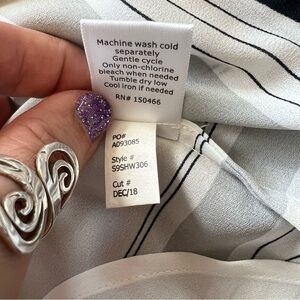 Machine wash cold
separately
Gentle cycle
Only non-chlorine
bleach when needed
Tumble dry low
Cool Iron if needed
RN# 150466
PO#
A093085
Style #
S9SHW306
Cut #
DEC/18